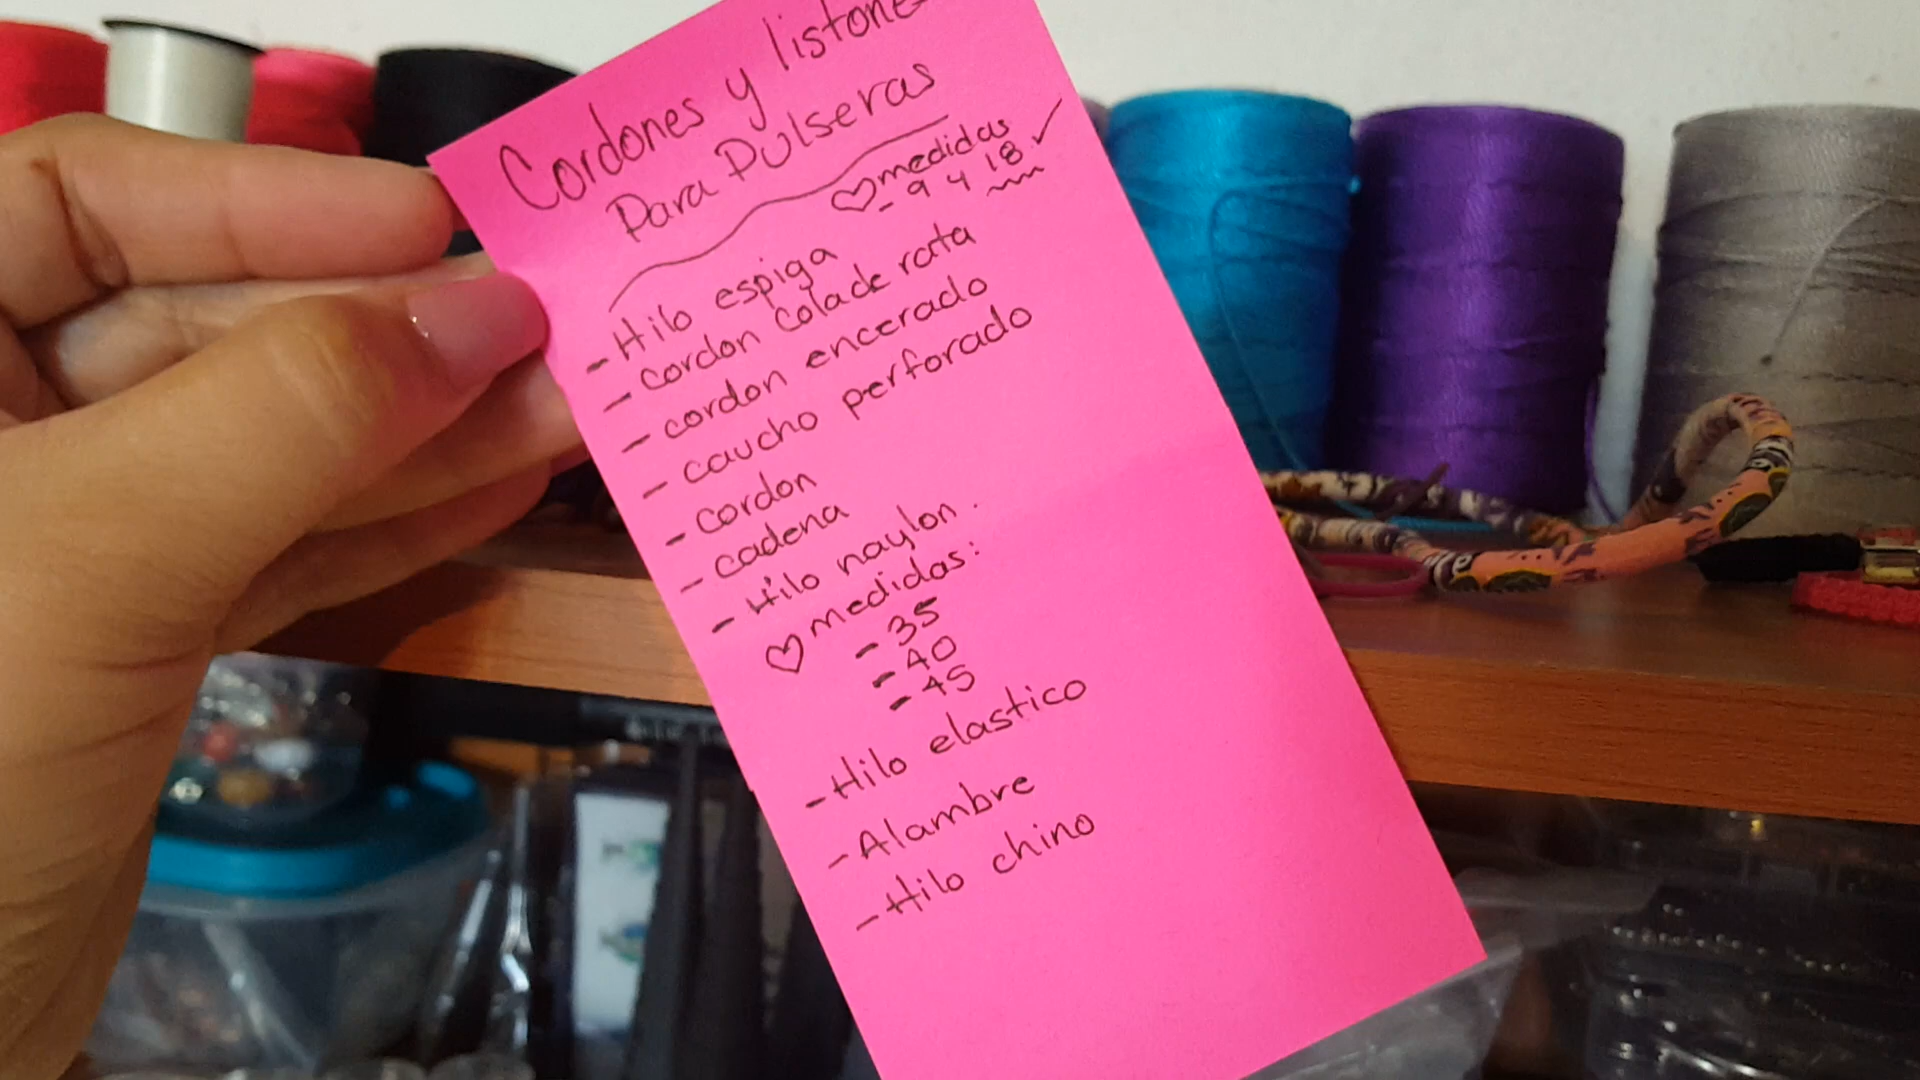 Cordones y listones
Para Pulseras
♡ medidas
- 9 y 18 ✓
- Hilo espiga
- cordon cola de rata
- cordon encerado
- caucho perforado
- cordon
- cadena
- Hilo naylon.
♡ medidas:
- 35
- 40
- 45
- Hilo elastico
- Alambre
- Hilo chino